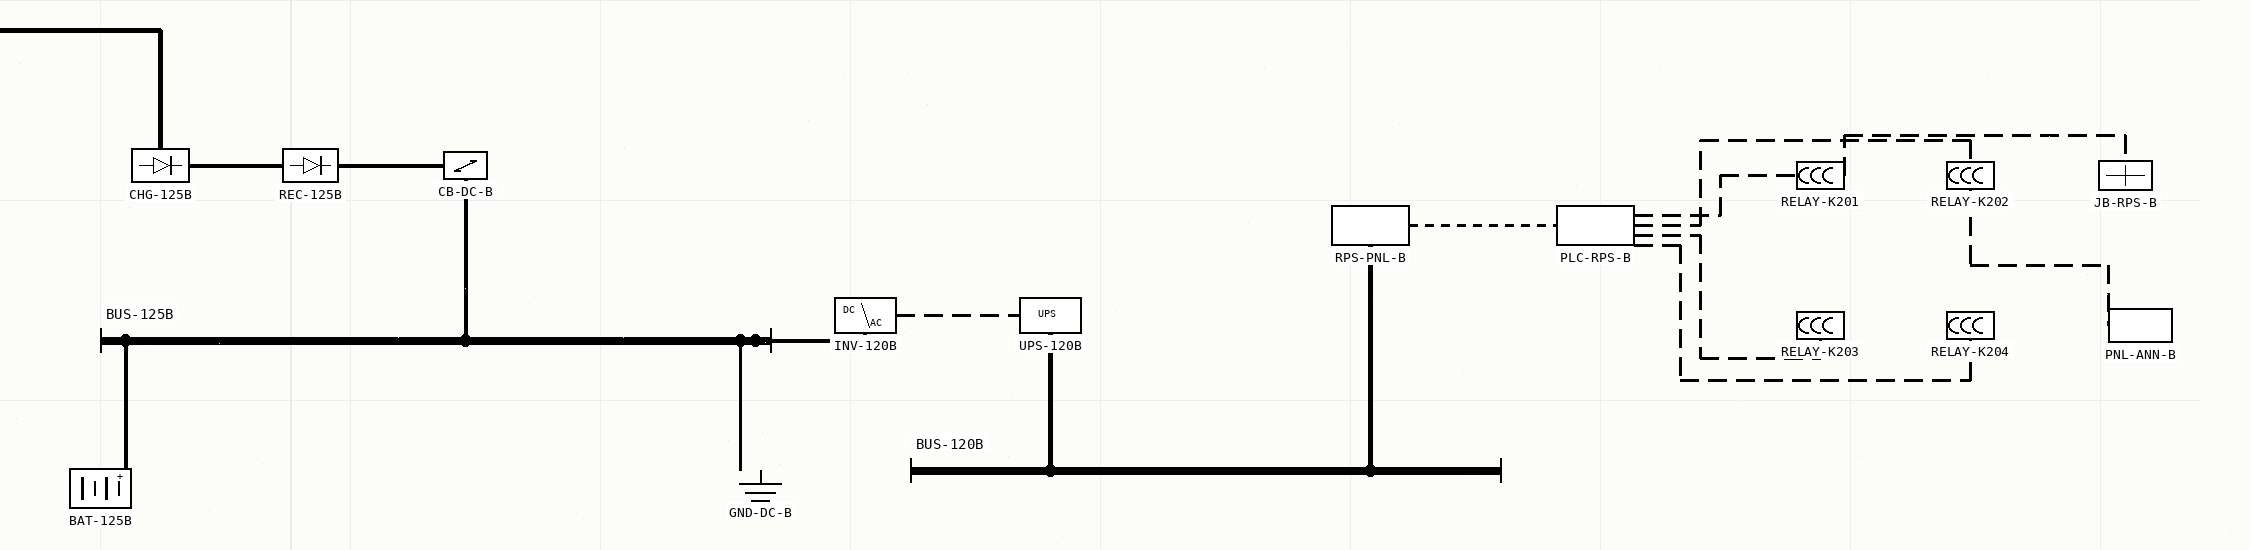 CHG-125B
REC-125B
CB-DC-B
RELAY-K201
RELAY-K202
JB-RPS-B
RPS-PNL-B
PLC-RPS-B
BUS-125B
DC
AC
INV-120B
UPS
UPS-120B
RELAY-K203
RELAY-K204
PNL-ANN-B
BUS-120B
+
BAT-125B
GND-DC-B